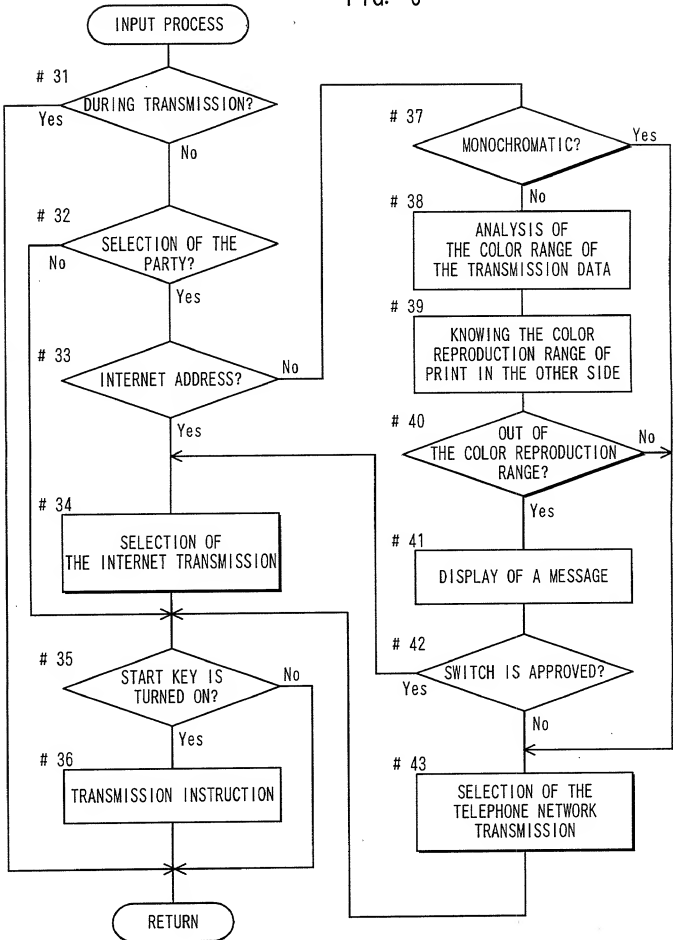 INPUT PROCESS
# 31
DURING TRANSMISSION?
Yes
No
# 32
SELECTION OF THE
PARTY?
No
Yes
# 33
INTERNET ADDRESS?
No
Yes
# 34
SELECTION OF
THE INTERNET TRANSMISSION
# 35
START KEY IS
TURNED ON?
No
Yes
# 36
TRANSMISSION INSTRUCTION
RETURN
# 37
MONOCHROMATIC?
Yes
No
# 38
ANALYSIS OF
THE COLOR RANGE OF
THE TRANSMISSION DATA
# 39
KNOWING THE COLOR
REPRODUCTION RANGE OF
PRINT IN THE OTHER SIDE
# 40
OUT OF
THE COLOR REPRODUCTION
RANGE?
No
Yes
# 41
DISPLAY OF A MESSAGE
# 42
SWITCH IS APPROVED?
Yes
No
# 43
SELECTION OF THE
TELEPHONE NETWORK
TRANSMISSION